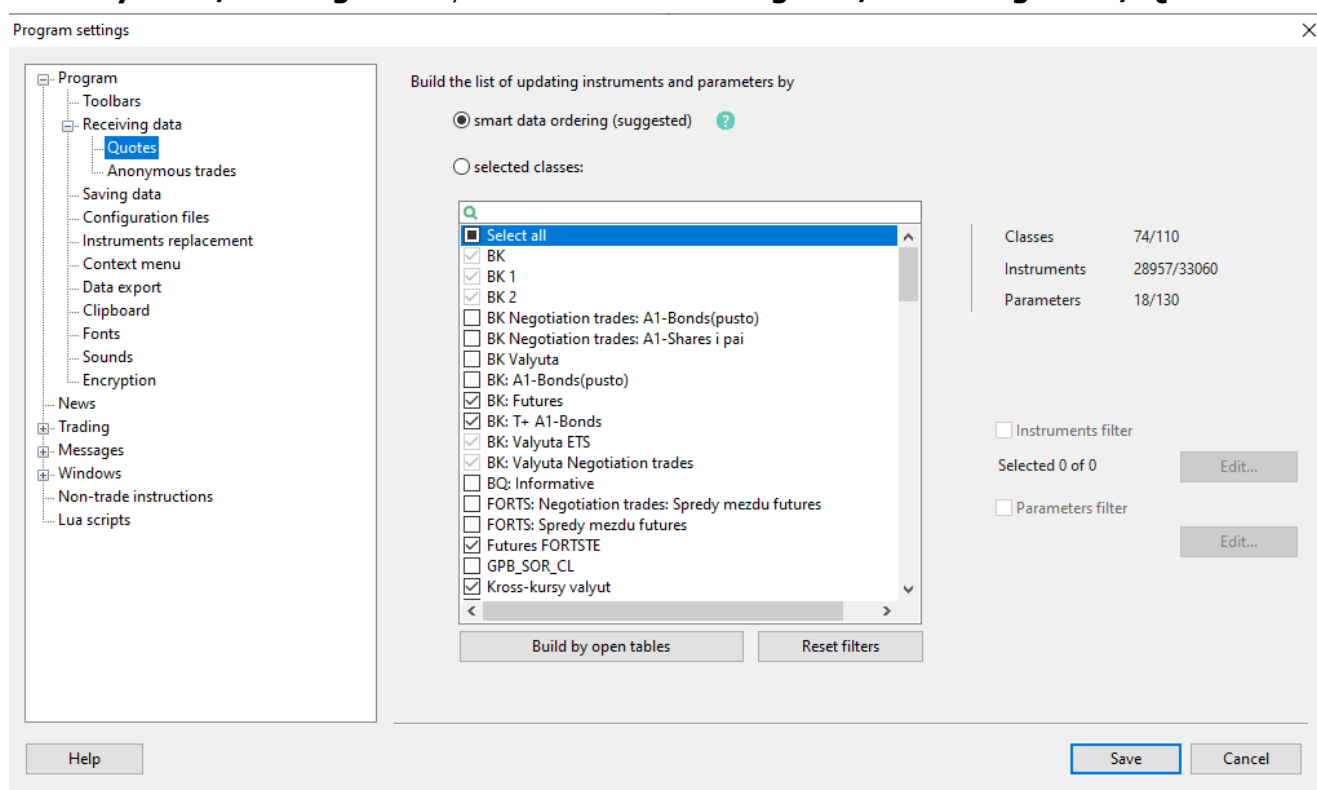 Program settings
Program
Toolbars
Receiving data
Quotes
Anonymous trades
Saving data
Configuration files
Instruments replacement
Context menu
Data export
Clipboard
Fonts
Sounds
Encryption
News
Trading
Messages
Windows
Non-trade instructions
Lua scripts
Build the list of updating instruments and parameters by
smart data ordering (suggested) ?
selected classes:
Select all
BK
BK 1
BK 2
BK Negotiation trades: A1-Bonds(pusto)
BK Negotiation trades: A1-Shares i pai
BK Valyuta
BK: A1-Bonds(pusto)
BK: Futures
BK: T+ A1-Bonds
BK: Valyuta ETS
BK: Valyuta Negotiation trades
BQ: Informative
FORTS: Negotiation trades: Spredy mezdu futures
FORTS: Spredy mezdu futures
Futures FORTSTE
GPB_SOR_CL
Kross-kursy valyut
Build by open tables Reset filters
Classes 74/110
Instruments 28957/33060
Parameters 18/130
Instruments filter
Selected 0 of 0 Edit...
Parameters filter
Edit...
Help Save Cancel